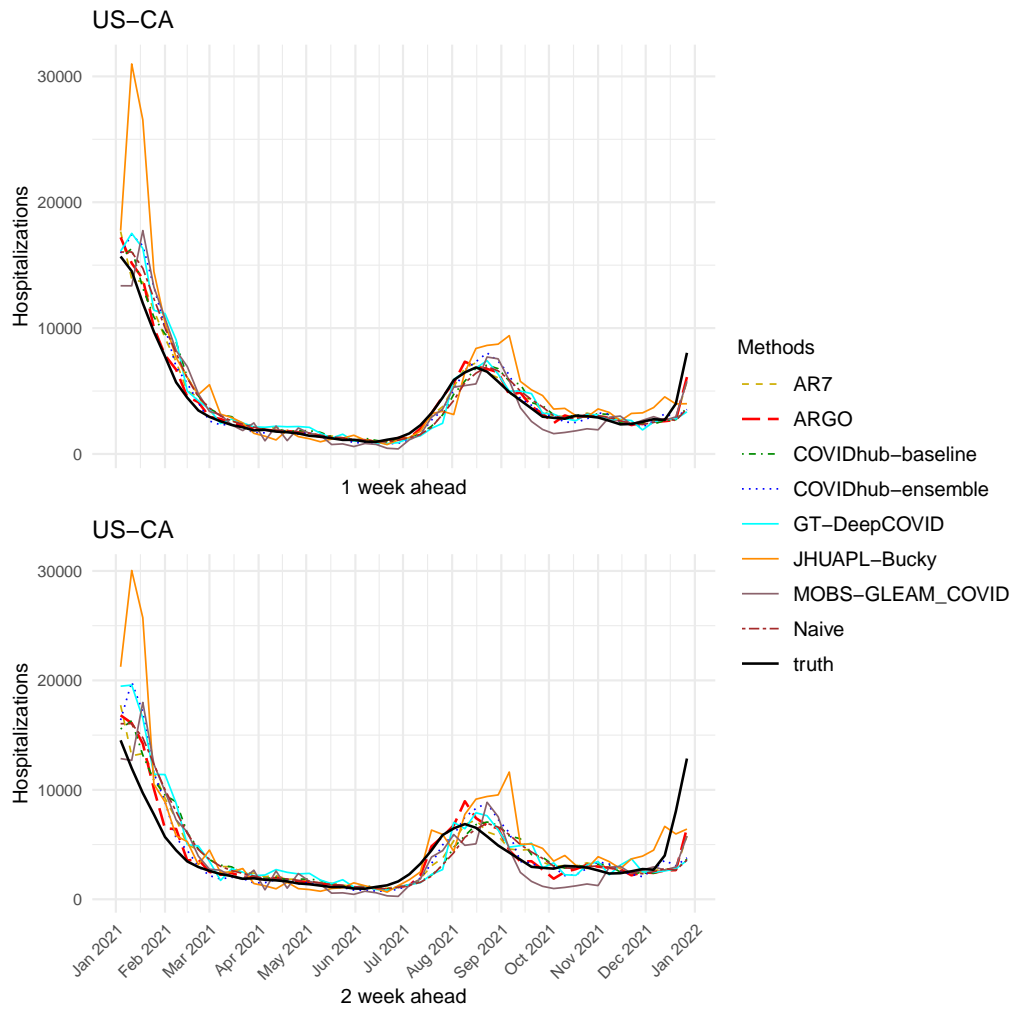 US−CA
30000
20000
10000
0
Hospitalizations
1 week ahead
US−CA
30000
20000
10000
0
Hospitalizations
Jan 2021
Feb 2021
Mar 2021
Apr 2021
May 2021
Jun 2021
Jul 2021
Aug 2021
Sep 2021
Oct 2021
Nov 2021
Dec 2021
Jan 2022
2 week ahead
Methods
AR7
ARGO
COVIDhub−baseline
COVIDhub−ensemble
GT−DeepCOVID
JHUAPL−Bucky
MOBS−GLEAM_COVID
Naive
truth